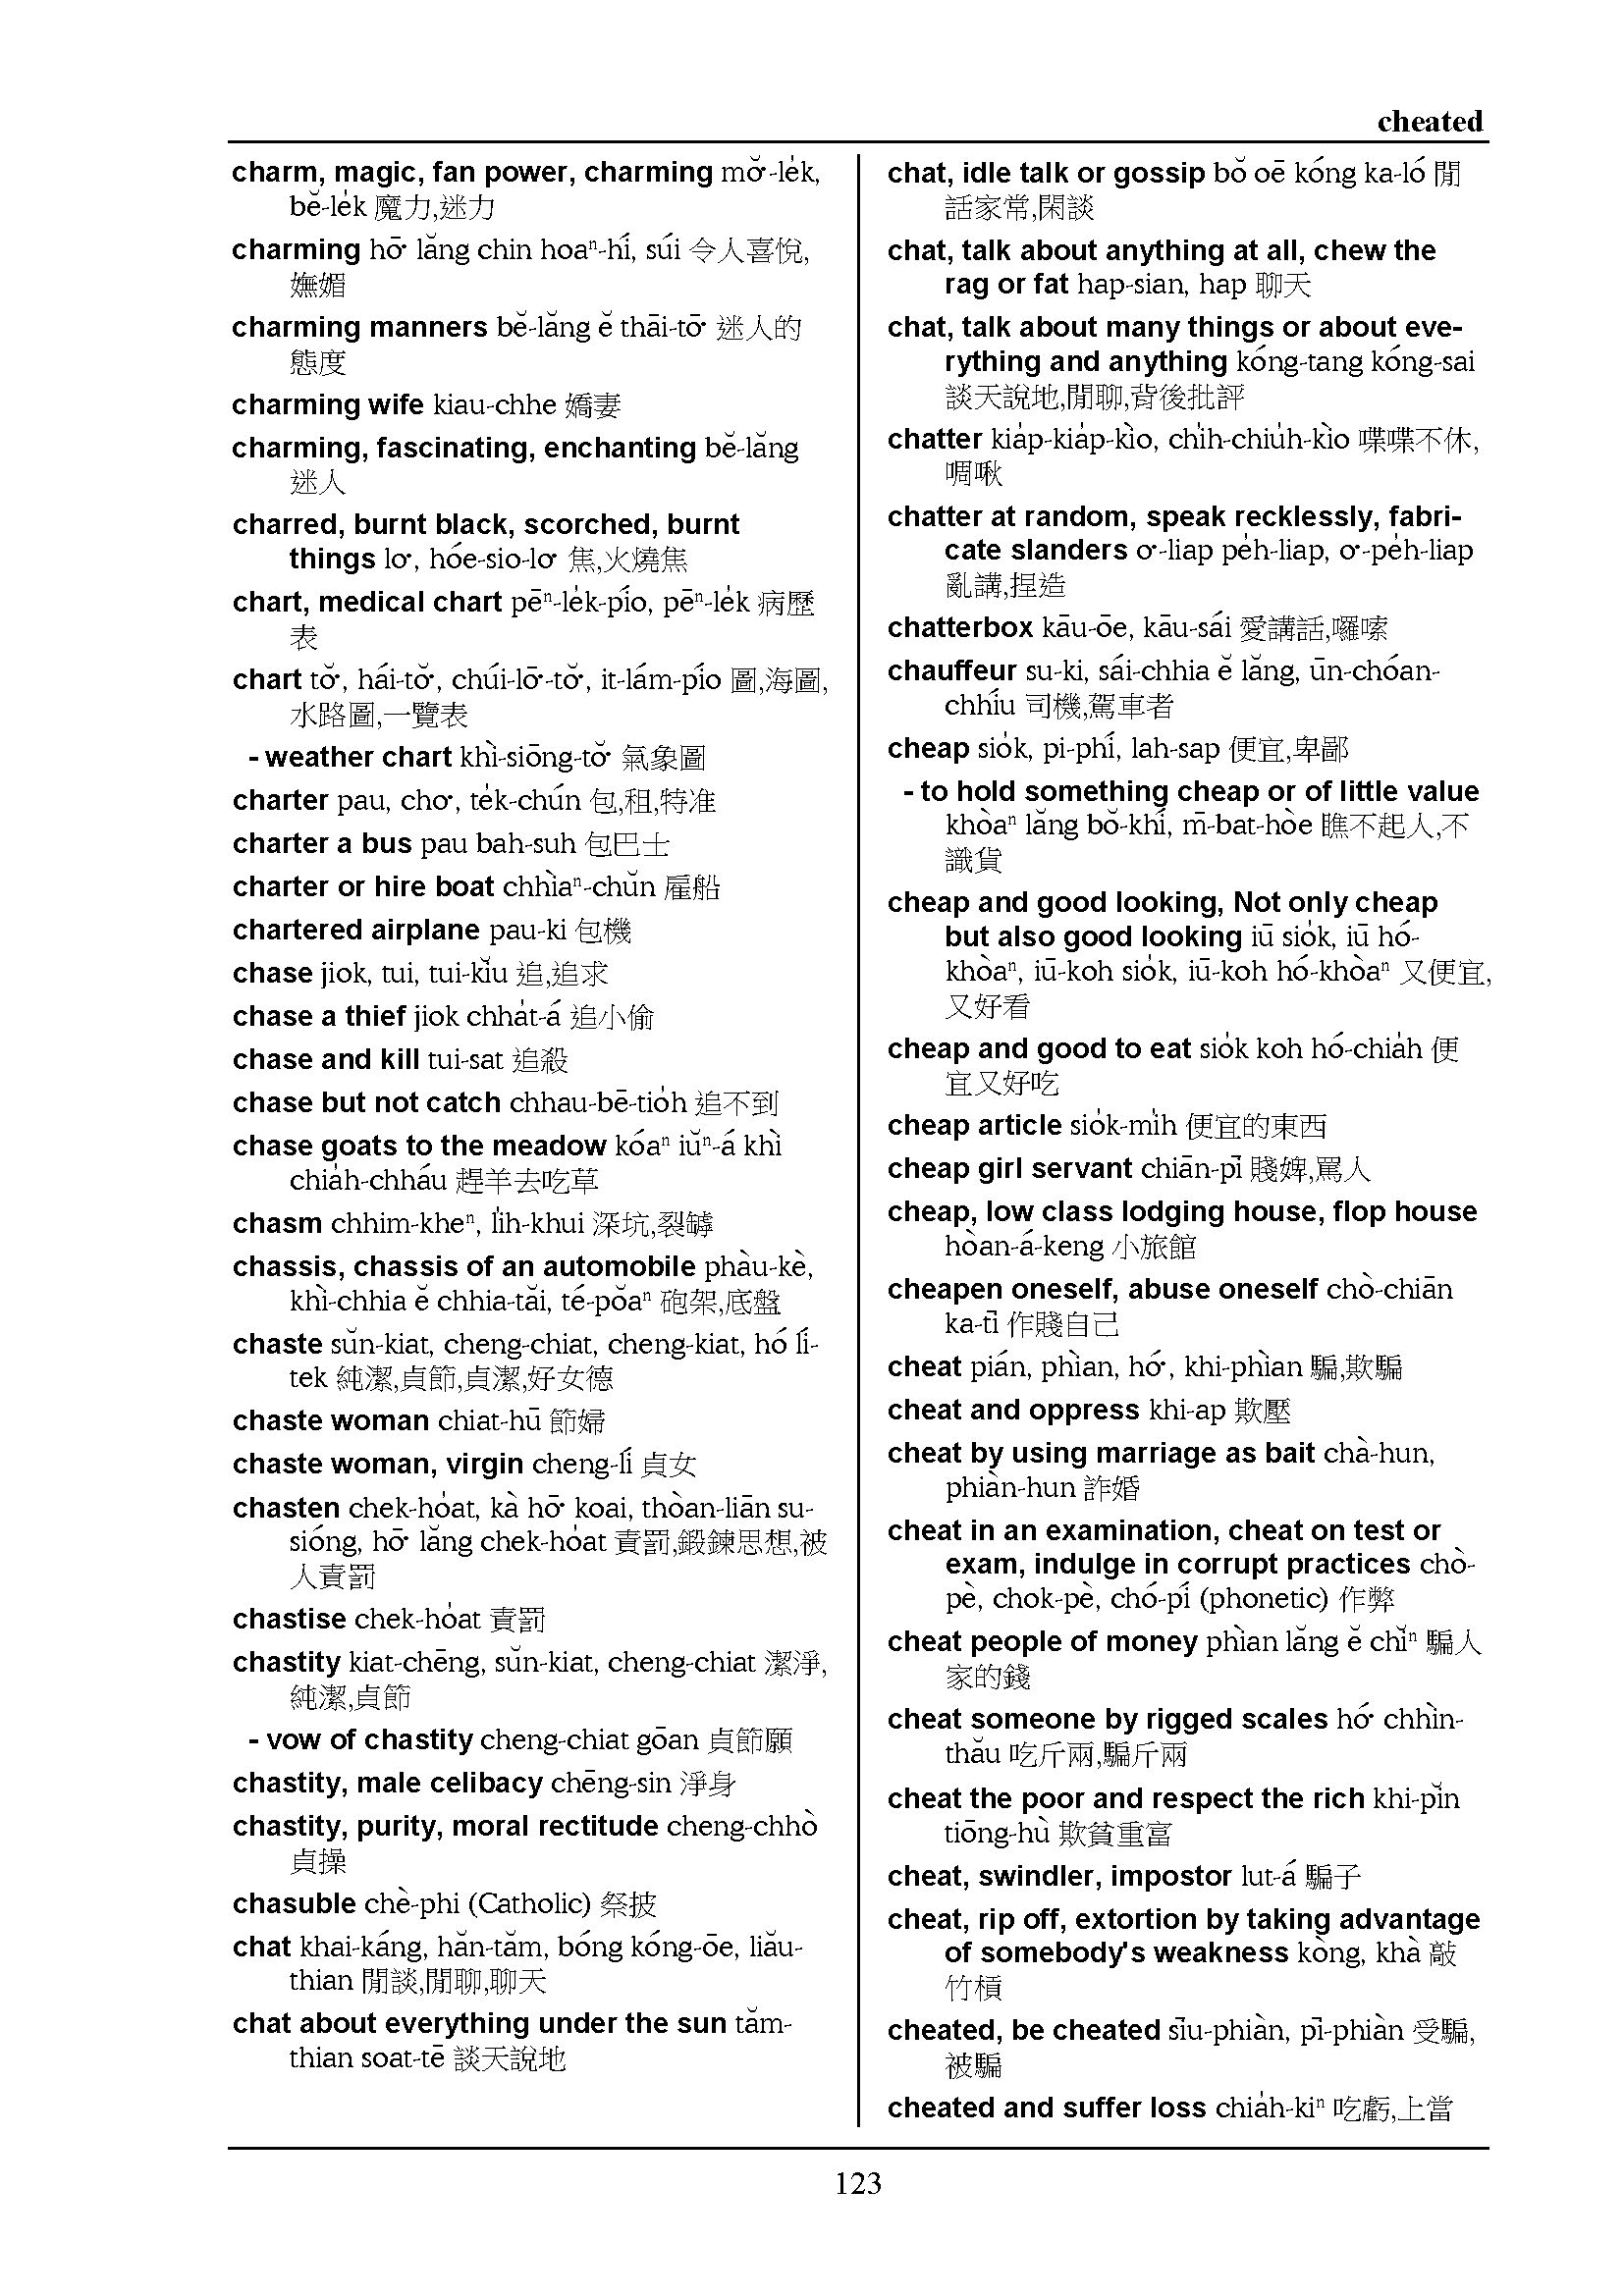 cheated
charm, magic, fan power, charming mơ̆-le̍k,
bĕ-le̍k 魔力,迷力
charming hơ̄ lăng chin hoaⁿ-hí, súi 令人喜悅,
嫵媚
charming manners bĕ-lăng ĕ thāi-tơ̄ 迷人的
態度
charming wife kiau-chhe 嬌妻
charming, fascinating, enchanting bĕ-lăng
迷人
charred, burnt black, scorched, burnt
things lơ, hóe-sio-lơ 焦,火燒焦
chart, medical chart pēⁿ-le̍k-pío, pēⁿ-le̍k 病歷
表
chart tơ̆, hái-tơ̆, chúi-lơ̄-tơ̆, it-lám-pío 圖,海圖,
水路圖,一覽表
- weather chart khì-siōng-tơ̆ 氣象圖
charter pau, chơ, te̍k-chún 包,租,特准
charter a bus pau bah-suh 包巴士
charter or hire boat chhìaⁿ-chŭn 雇船
chartered airplane pau-ki 包機
chase jiok, tui, tui-kĭu 追,追求
chase a thief jiok chha̍t-á 追小偷
chase and kill tui-sat 追殺
chase but not catch chhau-bē-tio̍h 追不到
chase goats to the meadow kóaⁿ iŭⁿ-á khì
chia̍h-chháu 趕羊去吃草
chasm chhim-kheⁿ, li̍h-khui 深坑,裂罅
chassis, chassis of an automobile phàu-kè,
khì-chhia ĕ chhia-tăi, té-pŏaⁿ 砲架,底盤
chaste sŭn-kiat, cheng-chiat, cheng-kiat, hó lí-
tek 純潔,貞節,貞潔,好女德
chaste woman chiat-hū 節婦
chaste woman, virgin cheng-lí 貞女
chasten chek-ho̍at, kà hơ̄ koai, thòan-liān su-
sióng, hơ̄ lăng chek-ho̍at 責罰,鍛鍊思想,被
人責罰
chastise chek-ho̍at 責罰
chastity kiat-chēng, sŭn-kiat, cheng-chiat 潔淨,
純潔,貞節
- vow of chastity cheng-chiat gōan 貞節願
chastity, male celibacy chēng-sin 淨身
chastity, purity, moral rectitude cheng-chhò
貞操
chasuble chè-phi (Catholic) 祭披
chat khai-káng, hăn-tăm, bóng kóng-ōe, liău-
thian 閒談,閒聊,聊天
chat about everything under the sun tăm-
thian soat-tē 談天說地
chat, idle talk or gossip bŏ oē kóng ka-ló 閒
話家常,閑談
chat, talk about anything at all, chew the
rag or fat hap-sian, hap 聊天
chat, talk about many things or about eve-
rything and anything kóng-tang kóng-sai
談天說地,閒聊,背後批評
chatter kia̍p-kia̍p-kìo, chi̍h-chiu̍h-kìo 喋喋不休,
啁啾
chatter at random, speak recklessly, fabri-
cate slanders ơ-liap pe̍h-liap, ơ-pe̍h-liap
亂講,捏造
chatterbox kāu-ōe, kāu-sái 愛講話,囉嗦
chauffeur su-ki, sái-chhia ĕ lăng, ūn-chóan-
chhíu 司機,駕車者
cheap sio̍k, pi-phí, lah-sap 便宜,卑鄙
- to hold something cheap or of little value
khòaⁿ lăng bŏ-khí, m̄-bat-hòe 瞧不起人,不
識貨
cheap and good looking, Not only cheap
but also good looking iū sio̍k, iū hó-
khòaⁿ, iū-koh sio̍k, iū-koh hó-khòaⁿ 又便宜,
又好看
cheap and good to eat sio̍k koh hó-chia̍h 便
宜又好吃
cheap article sio̍k-mi̍h 便宜的東西
cheap girl servant chiān-pī 賤婢,罵人
cheap, low class lodging house, flop house
hòan-á-keng 小旅館
cheapen oneself, abuse oneself chò-chiān
ka-tī 作賤自己
cheat pián, phìan, hớ, khi-phìan 騙,欺騙
cheat and oppress khi-ap 欺壓
cheat by using marriage as bait chà-hun,
phiàn-hun 詐婚
cheat in an examination, cheat on test or
exam, indulge in corrupt practices chò-
pè, chok-pè, chó-pí (phonetic) 作弊
cheat people of money phìan lăng ĕ chĭⁿ 騙人
家的錢
cheat someone by rigged scales hớ chhìn-
thău 吃斤兩,騙斤兩
cheat the poor and respect the rich khi-pĭn
tiōng-hù 欺貧重富
cheat, swindler, impostor lut-á 騙子
cheat, rip off, extortion by taking advantage
of somebody's weakness kòng, khà 敲
竹槓
cheated, be cheated sīu-phiàn, pī-phiàn 受騙,
被騙
cheated and suffer loss chia̍h-kiⁿ 吃虧,上當
123